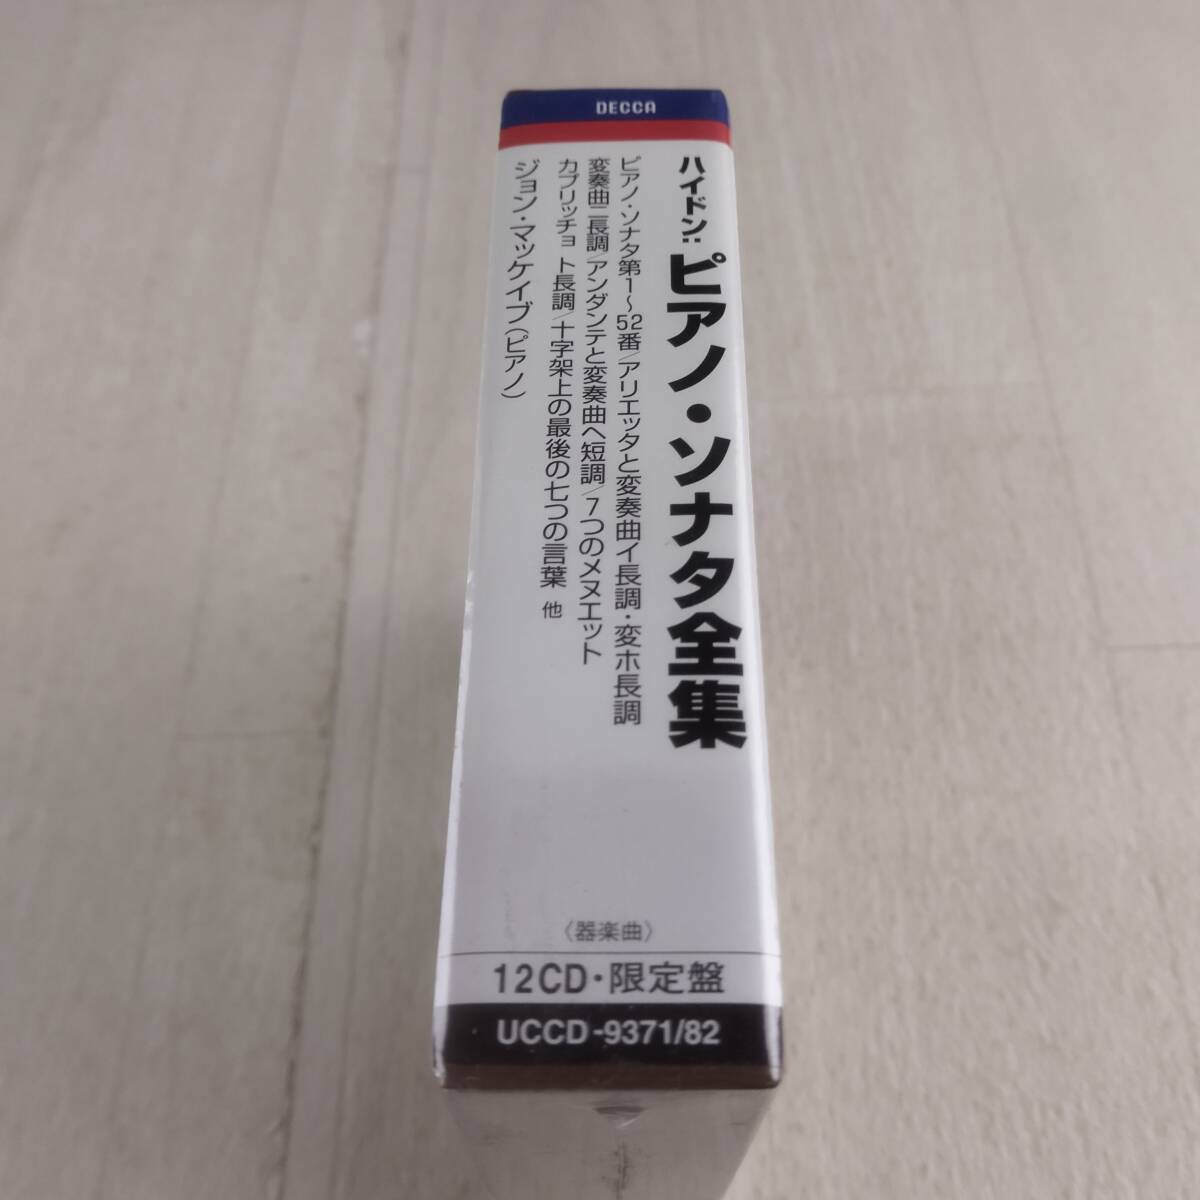 DECCA
ハイドン:ピアノ・ソナタ全集
ピアノ・ソナタ第1〜52番/アリエッタと変奏曲イ長調・変ホ長調
変奏曲ニ長調/アンダンテと変奏曲ヘ短調/7つのメヌエット
カプリッチョ ト長調/十字架上の最後の七つの言葉 他
ジョン・マッケイブ(ピアノ)
〈器楽曲〉
12CD・限定盤
UCCD-9371/82